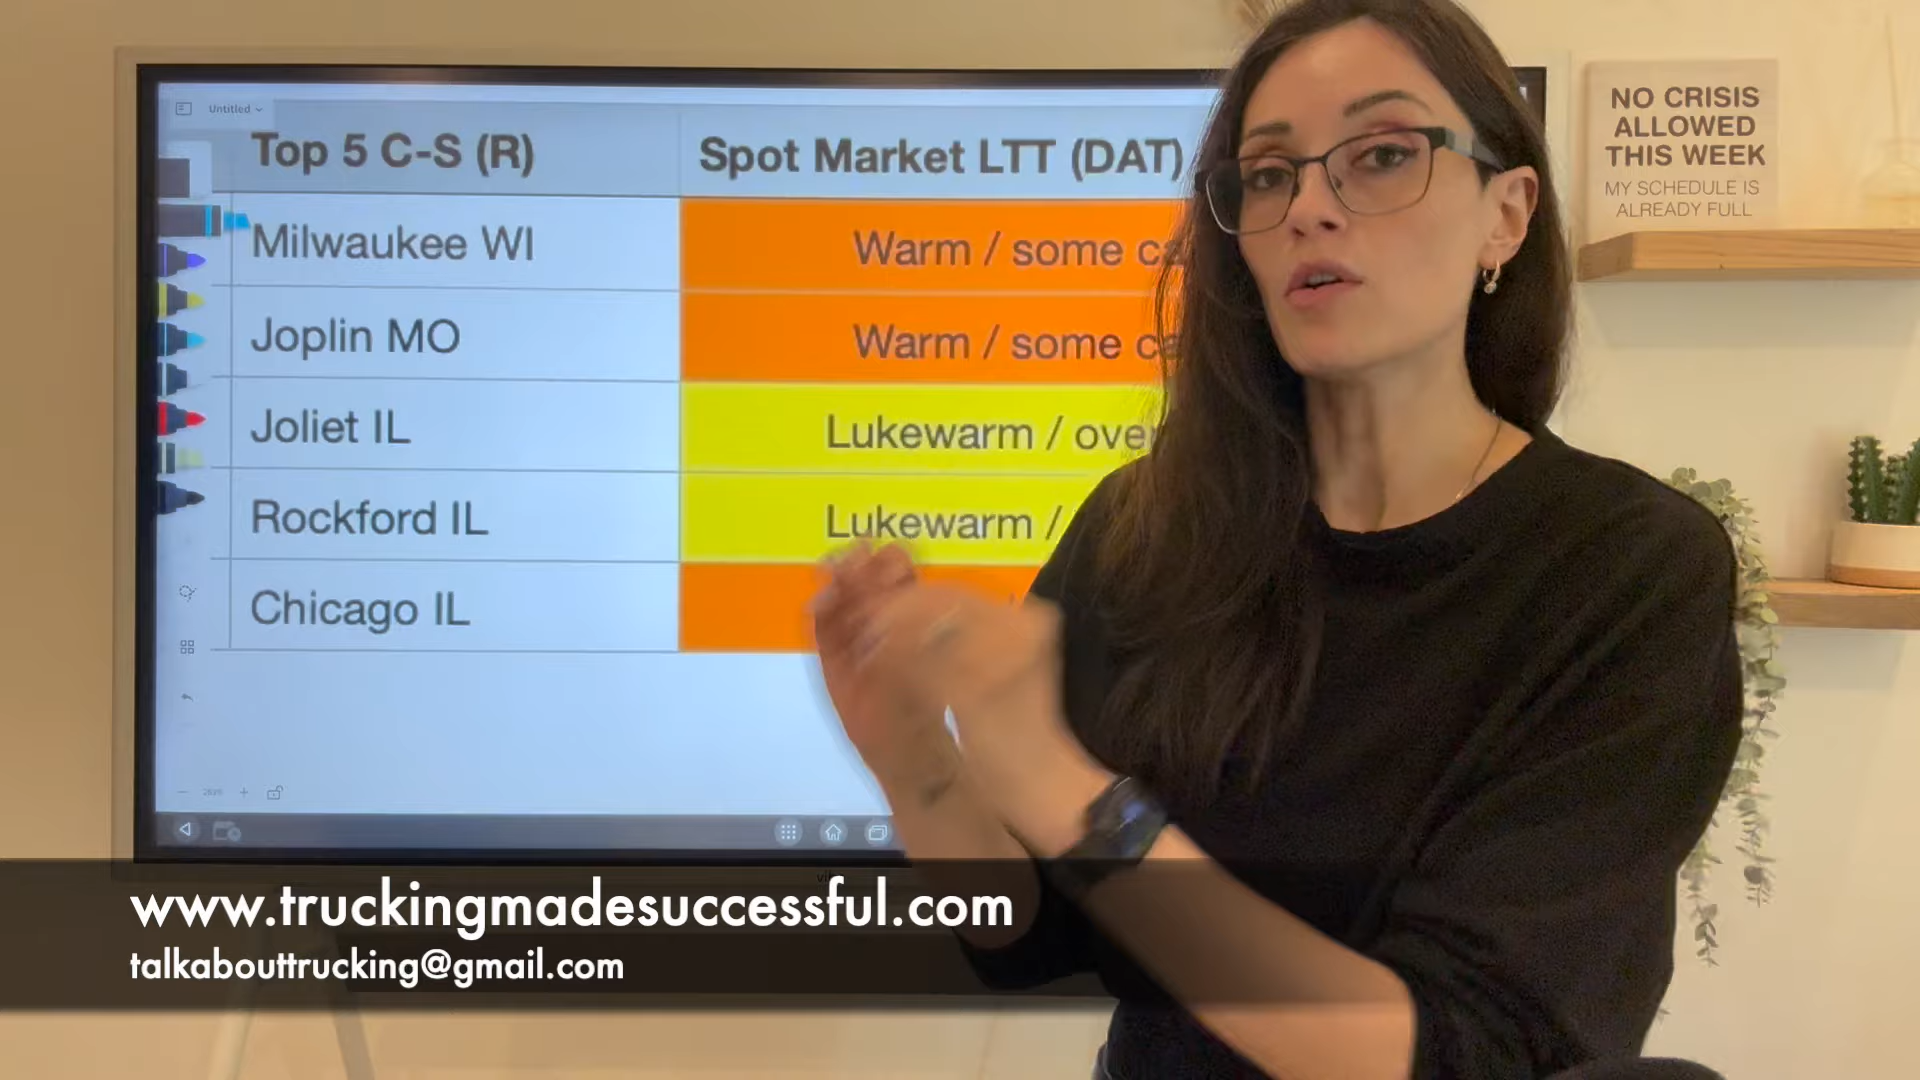 Untitled
Top 5 C-S (R)
Spot Market LTT (DAT)
Milwaukee WI
Warm / some
Joplin MO
Warm / some
Joliet IL
Lukewarm /
Rockford IL
Lukewarm /
Chicago IL
NO CRISIS
ALLOWED
THIS WEEK
MY SCHEDULE IS
ALREADY FULL
www.truckingmadesuccessful.com
talkabouttrucking@gmail.com